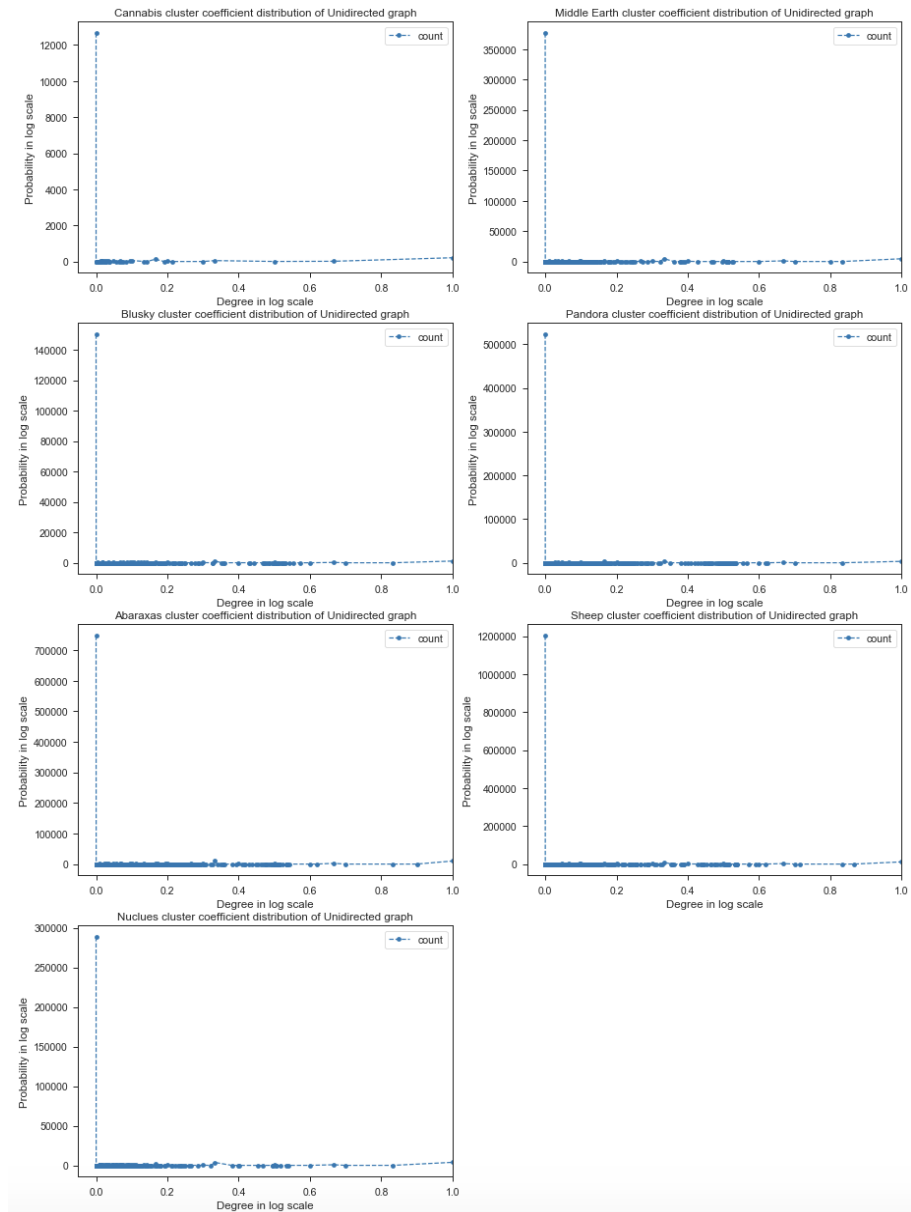 Cannabis cluster coefficient distribution of Unidirected graph
count
12000
10000
8000
6000
4000
2000
0
Probability in log scale
0.0 0.2 0.4 0.6 0.8 1.0
Degree in log scale
Middle Earth cluster coefficient distribution of Unidirected graph
count
350000
300000
250000
200000
150000
100000
50000
0
Probability in log scale
0.0 0.2 0.4 0.6 0.8 1.0
Degree in log scale
Blusky cluster coefficient distribution of Unidirected graph
count
140000
120000
100000
80000
60000
40000
20000
0
Probability in log scale
0.0 0.2 0.4 0.6 0.8 1.0
Degree in log scale
Pandora cluster coefficient distribution of Unidirected graph
count
500000
400000
300000
200000
100000
0
Probability in log scale
0.0 0.2 0.4 0.6 0.8 1.0
Degree in log scale
Abaraxas cluster coefficient distribution of Unidirected graph
count
700000
600000
500000
400000
300000
200000
100000
0
Probability in log scale
0.0 0.2 0.4 0.6 0.8 1.0
Degree in log scale
Sheep cluster coefficient distribution of Unidirected graph
count
1200000
1000000
800000
600000
400000
200000
0
Probability in log scale
0.0 0.2 0.4 0.6 0.8 1.0
Degree in log scale
Nuclues cluster coefficient distribution of Unidirected graph
count
300000
250000
200000
150000
100000
50000
0
Probability in log scale
0.0 0.2 0.4 0.6 0.8 1.0
Degree in log scale